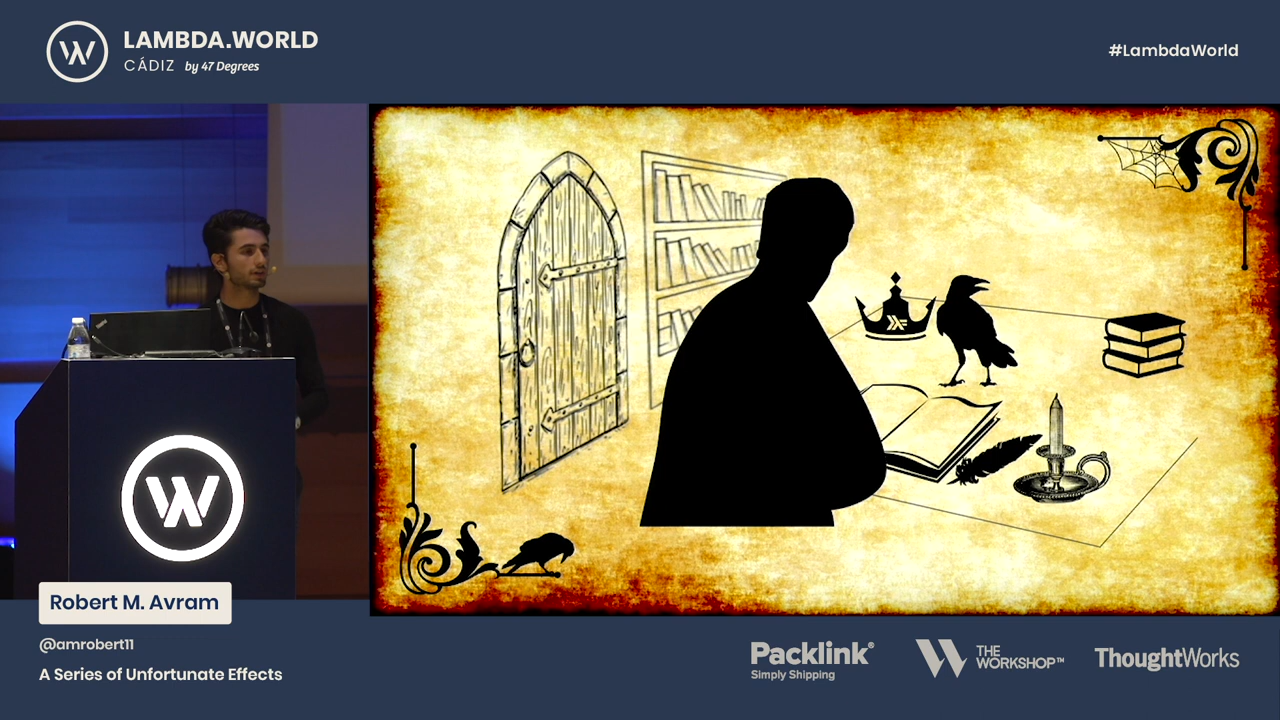 LAMBDA.WORLD
CÁDIZ by 47 Degrees
#LambdaWorld
Robert M. Avram
@amrobert11
A Series of Unfortunate Effects
Packlink®
Simply Shipping
THE
WORKSHOP™
ThoughtWorks